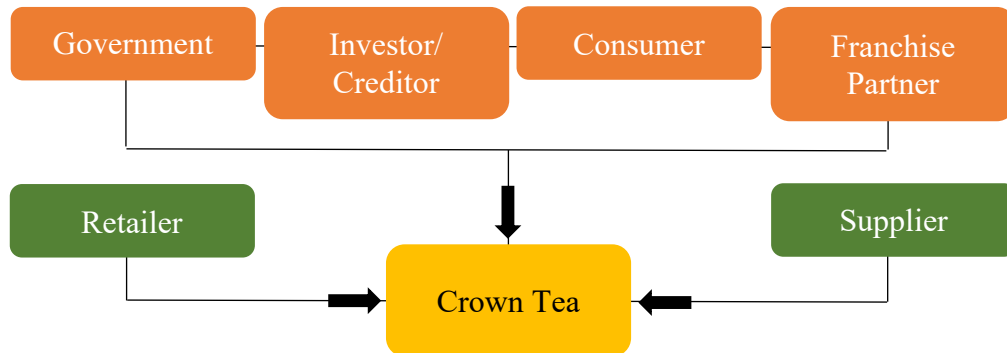 Government
Investor/
Creditor
Consumer
Franchise
Partner
Retailer
Supplier
Crown Tea